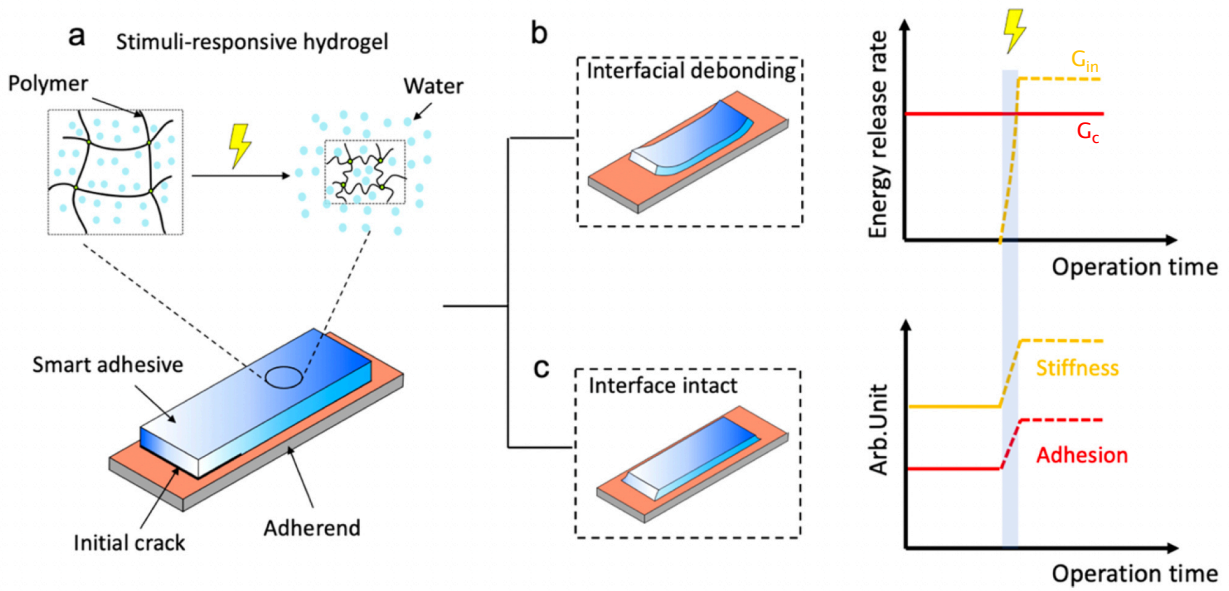 a
Stimuli-responsive hydrogel
Polymer
Water
Smart adhesive
Initial crack
Adherend
b
Interfacial debonding
Energy release rate
G_in
G_c
Operation time
c
Interface intact
Arb.Unit
Stiffness
Adhesion
Operation time